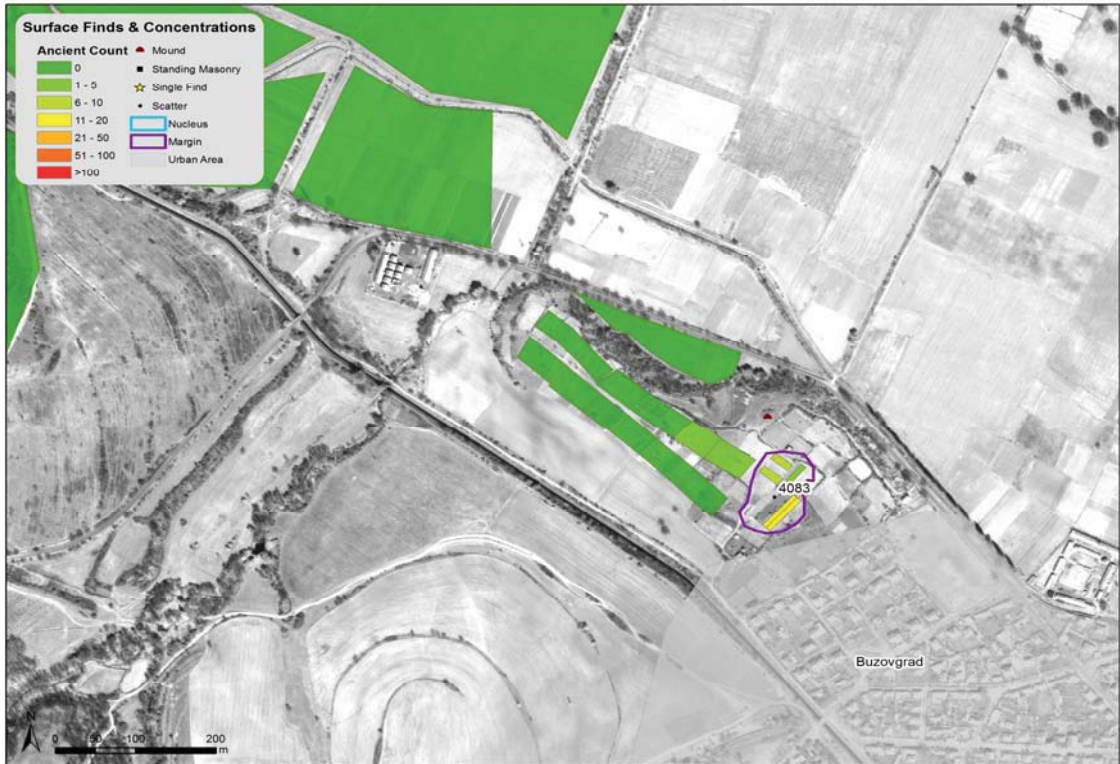 Surface Finds & Concentrations
Ancient Count
0
1 - 5
6 - 10
11 - 20
21 - 50
51 - 100
>100
Mound
Standing Masonry
Single Find
Scatter
Nucleus
Margin
Urban Area
4083
Buzovgrad
N
0 50 100 200
m